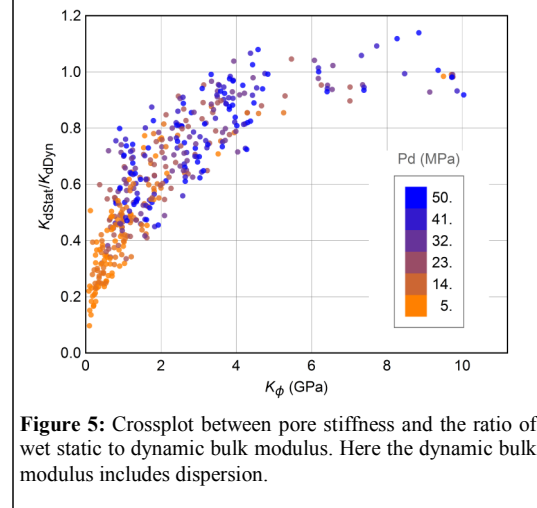 1.2
1.0
0.8
0.6
0.4
0.2
0.0
KdStat/KdDyn
0 2 4 6 8 10
Kϕ (GPa)
Pd (MPa)
50.
41.
32.
23.
14.
5.
Figure 5: Crossplot between pore stiffness and the ratio of
wet static to dynamic bulk modulus. Here the dynamic bulk
modulus includes dispersion.